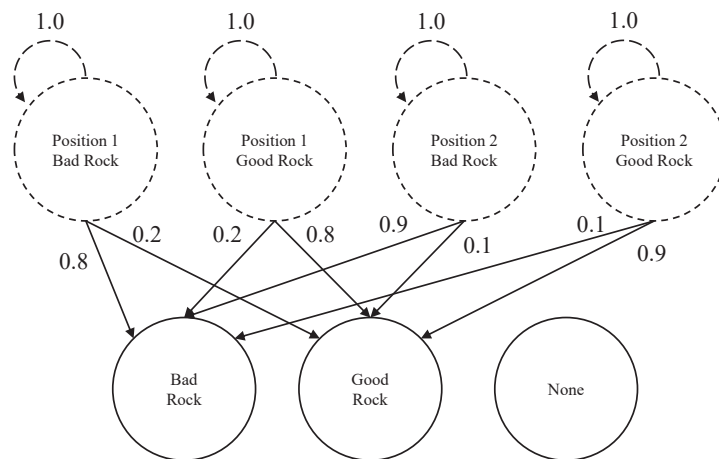 1.0 1.0 1.0 1.0
Position 1 Position 1 Position 2 Position 2
Bad Rock Good Rock Bad Rock Good Rock
0.8 0.2 0.2 0.8 0.9 0.1 0.1 0.9
Bad Good None
Rock Rock